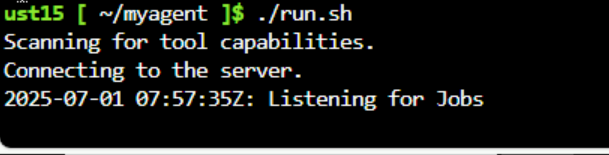 ust15 [ ~/myagent ]$ ./run.sh
Scanning for tool capabilities.
Connecting to the server.
2025-07-01 07:57:35Z: Listening for Jobs